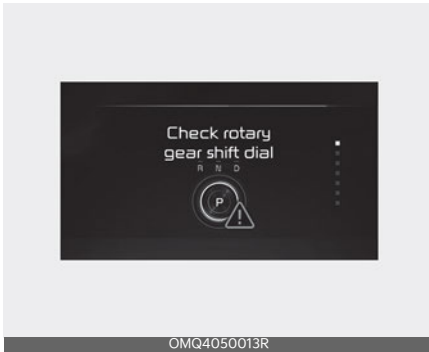 Check rotary
gear shift dial
R N D
P
OMQ4050013R